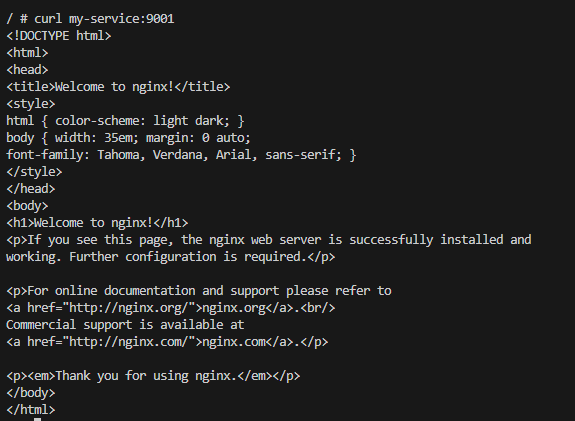 / # curl my-service:9001
<!DOCTYPE html>
<html>
<head>
<title>Welcome to nginx!</title>
<style>
html { color-scheme: light dark; }
body { width: 35em; margin: 0 auto;
font-family: Tahoma, Verdana, Arial, sans-serif; }
</style>
</head>
<body>
<h1>Welcome to nginx!</h1>
<p>If you see this page, the nginx web server is successfully installed and
working. Further configuration is required.</p>

<p>For online documentation and support please refer to
<a href="http://nginx.org/">nginx.org</a>.<br/>
Commercial support is available at
<a href="http://nginx.com/">nginx.com</a>.</p>

<p><em>Thank you for using nginx.</em></p>
</body>
</html>